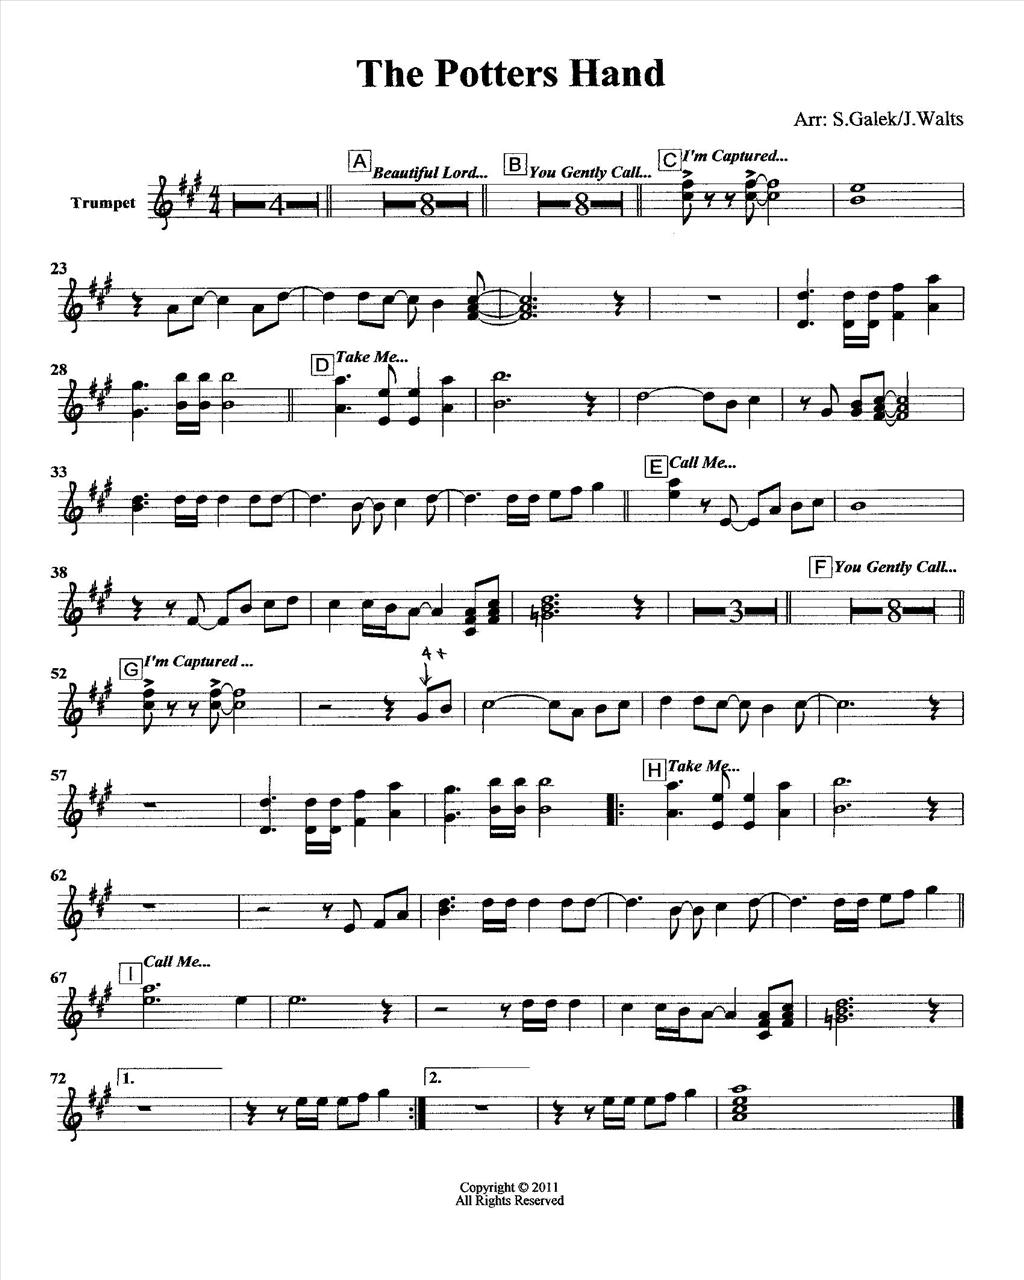 The Potters Hand
Arr: S.Galek/J.Walts
A Beautiful Lord... B You Gently Call... C I'm Captured...
Trumpet 4 4 4 8 8
23
28 D Take Me...
33 E Call Me...
38 F You Gently Call...
3 8
52 G I'm Captured ... 4 x
57 H Take Me...
62
67 I Call Me...
72 1. 2.
Copyright © 2011
All Rights Reserved